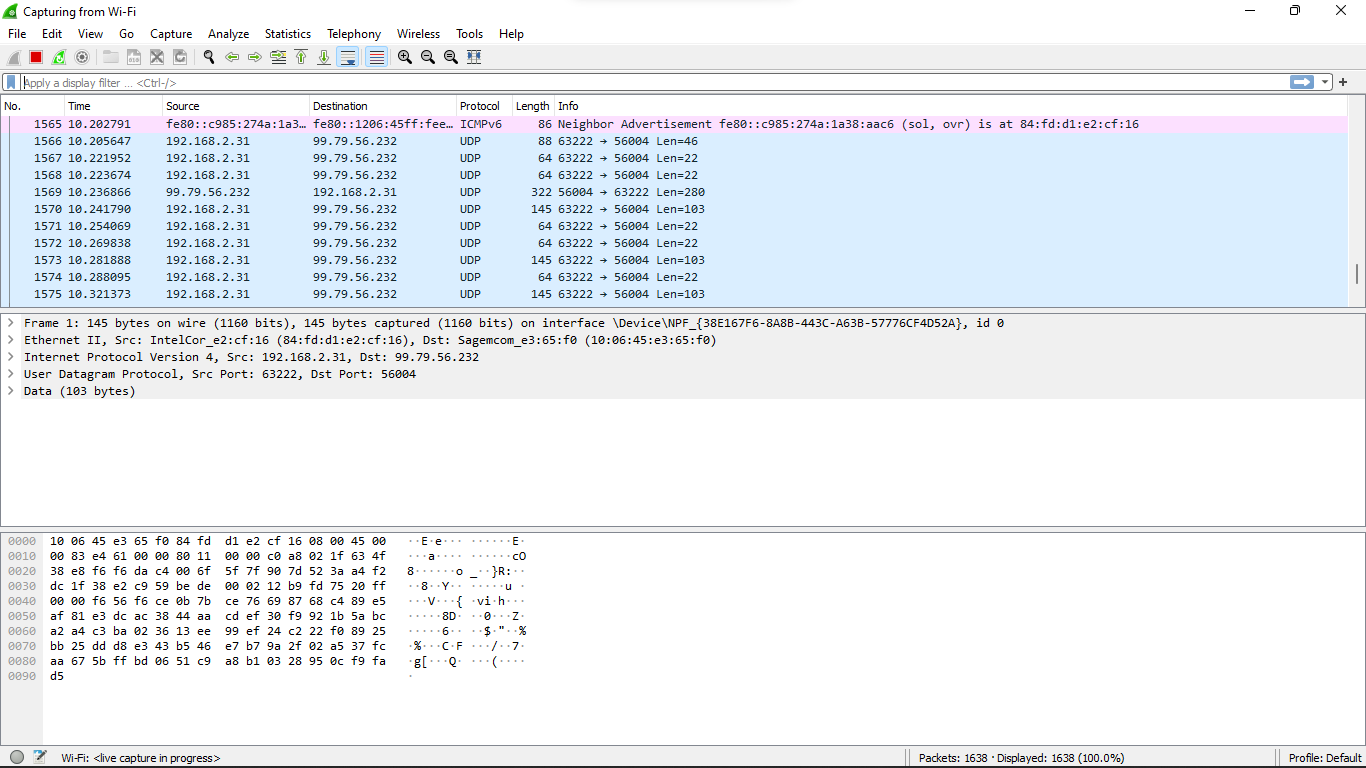 Capturing from Wi-Fi
File Edit View Go Capture Analyze Statistics Telephony Wireless Tools Help
Apply a display filter ... <Ctrl-/>
No. Time Source Destination Protocol Length Info
1565 10.202791 fe80::c985:274a:1a3… fe80::1206:45ff:fee… ICMPv6 86 Neighbor Advertisement fe80::c985:274a:1a38:aac6 (sol, ovr) is at 84:fd:d1:e2:cf:16
1566 10.205647 192.168.2.31 99.79.56.232 UDP 88 63222 → 56004 Len=46
1567 10.221952 192.168.2.31 99.79.56.232 UDP 64 63222 → 56004 Len=22
1568 10.223674 192.168.2.31 99.79.56.232 UDP 64 63222 → 56004 Len=22
1569 10.236866 99.79.56.232 192.168.2.31 UDP 322 56004 → 63222 Len=280
1570 10.241790 192.168.2.31 99.79.56.232 UDP 145 63222 → 56004 Len=103
1571 10.254069 192.168.2.31 99.79.56.232 UDP 64 63222 → 56004 Len=22
1572 10.269838 192.168.2.31 99.79.56.232 UDP 64 63222 → 56004 Len=22
1573 10.281888 192.168.2.31 99.79.56.232 UDP 145 63222 → 56004 Len=103
1574 10.288095 192.168.2.31 99.79.56.232 UDP 64 63222 → 56004 Len=22
1575 10.321373 192.168.2.31 99.79.56.232 UDP 145 63222 → 56004 Len=103
Frame 1: 145 bytes on wire (1160 bits), 145 bytes captured (1160 bits) on interface \Device\NPF_{38E167F6-8A8B-443C-A63B-57776CF4D52A}, id 0
Ethernet II, Src: IntelCor_e2:cf:16 (84:fd:d1:e2:cf:16), Dst: Sagemcom_e3:65:f0 (10:06:45:e3:65:f0)
Internet Protocol Version 4, Src: 192.168.2.31, Dst: 99.79.56.232
User Datagram Protocol, Src Port: 63222, Dst Port: 56004
Data (103 bytes)
0000 10 06 45 e3 65 f0 84 fd d1 e2 cf 16 08 00 45 00 ··E·e··· ······E·
0010 00 83 e4 61 00 00 80 11 00 00 c0 a8 02 1f 63 4f ···a···· ······cO
0020 38 e8 f6 f6 da c4 00 6f 5f 7f 90 7d 52 3a a4 f2 8······o _··}R:··
0030 dc 1f 38 e2 c9 59 be de 00 02 12 b9 fd 75 20 ff ··8··Y·· ·····u ·
0040 00 00 f6 56 f6 ce 0b 7b ce 76 69 87 68 c4 89 e5 ···V···{ ·vi·h···
0050 af 81 e3 dc ac 38 44 aa cd ef 30 f9 92 1b 5a bc ·····8D· ··0···Z·
0060 a2 a4 c3 ba 02 36 13 ee 99 ef 24 c2 22 f0 89 25 ·····6·· ··$·"··%
0070 bb 25 dd d8 e3 43 b5 46 e7 b7 9a 2f 02 a5 37 fc ·%···C·F ···/··7·
0080 aa 67 5b ff bd 06 51 c9 a8 b1 03 28 95 0c f9 fa ·g[···Q· ···(····
0090 d5 ·
Wi-Fi: <live capture in progress> Packets: 1638 · Displayed: 1638 (100.0%) Profile: Default